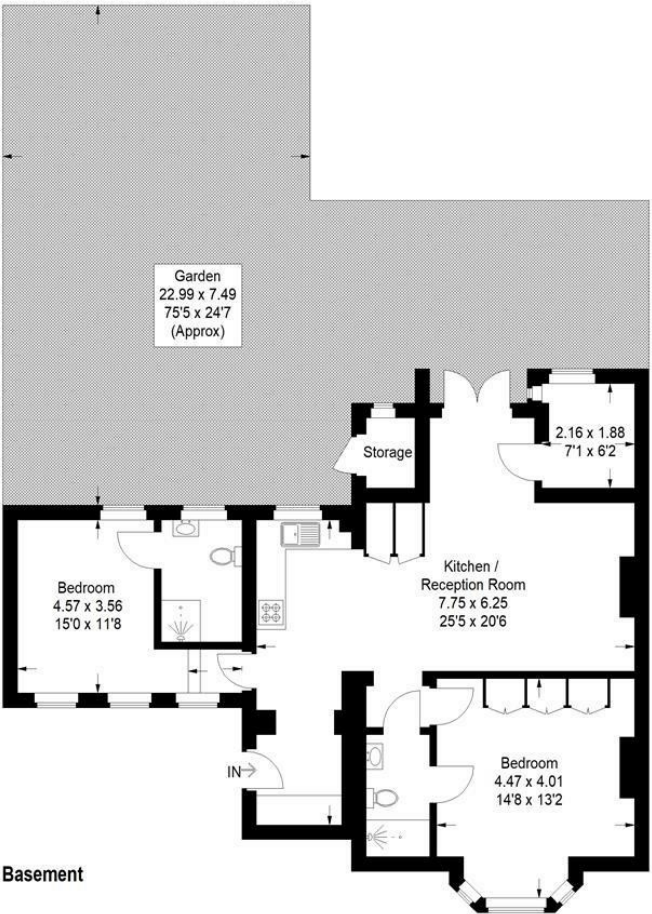 Garden
22.99 x 7.49
75'5 x 24'7
(Approx)
2.16 x 1.88
7'1 x 6'2
Storage
Kitchen /
Reception Room
7.75 x 6.25
25'5 x 20'6
Bedroom
4.57 x 3.56
15'0 x 11'8
IN
Bedroom
4.47 x 4.01
14'8 x 13'2
Basement